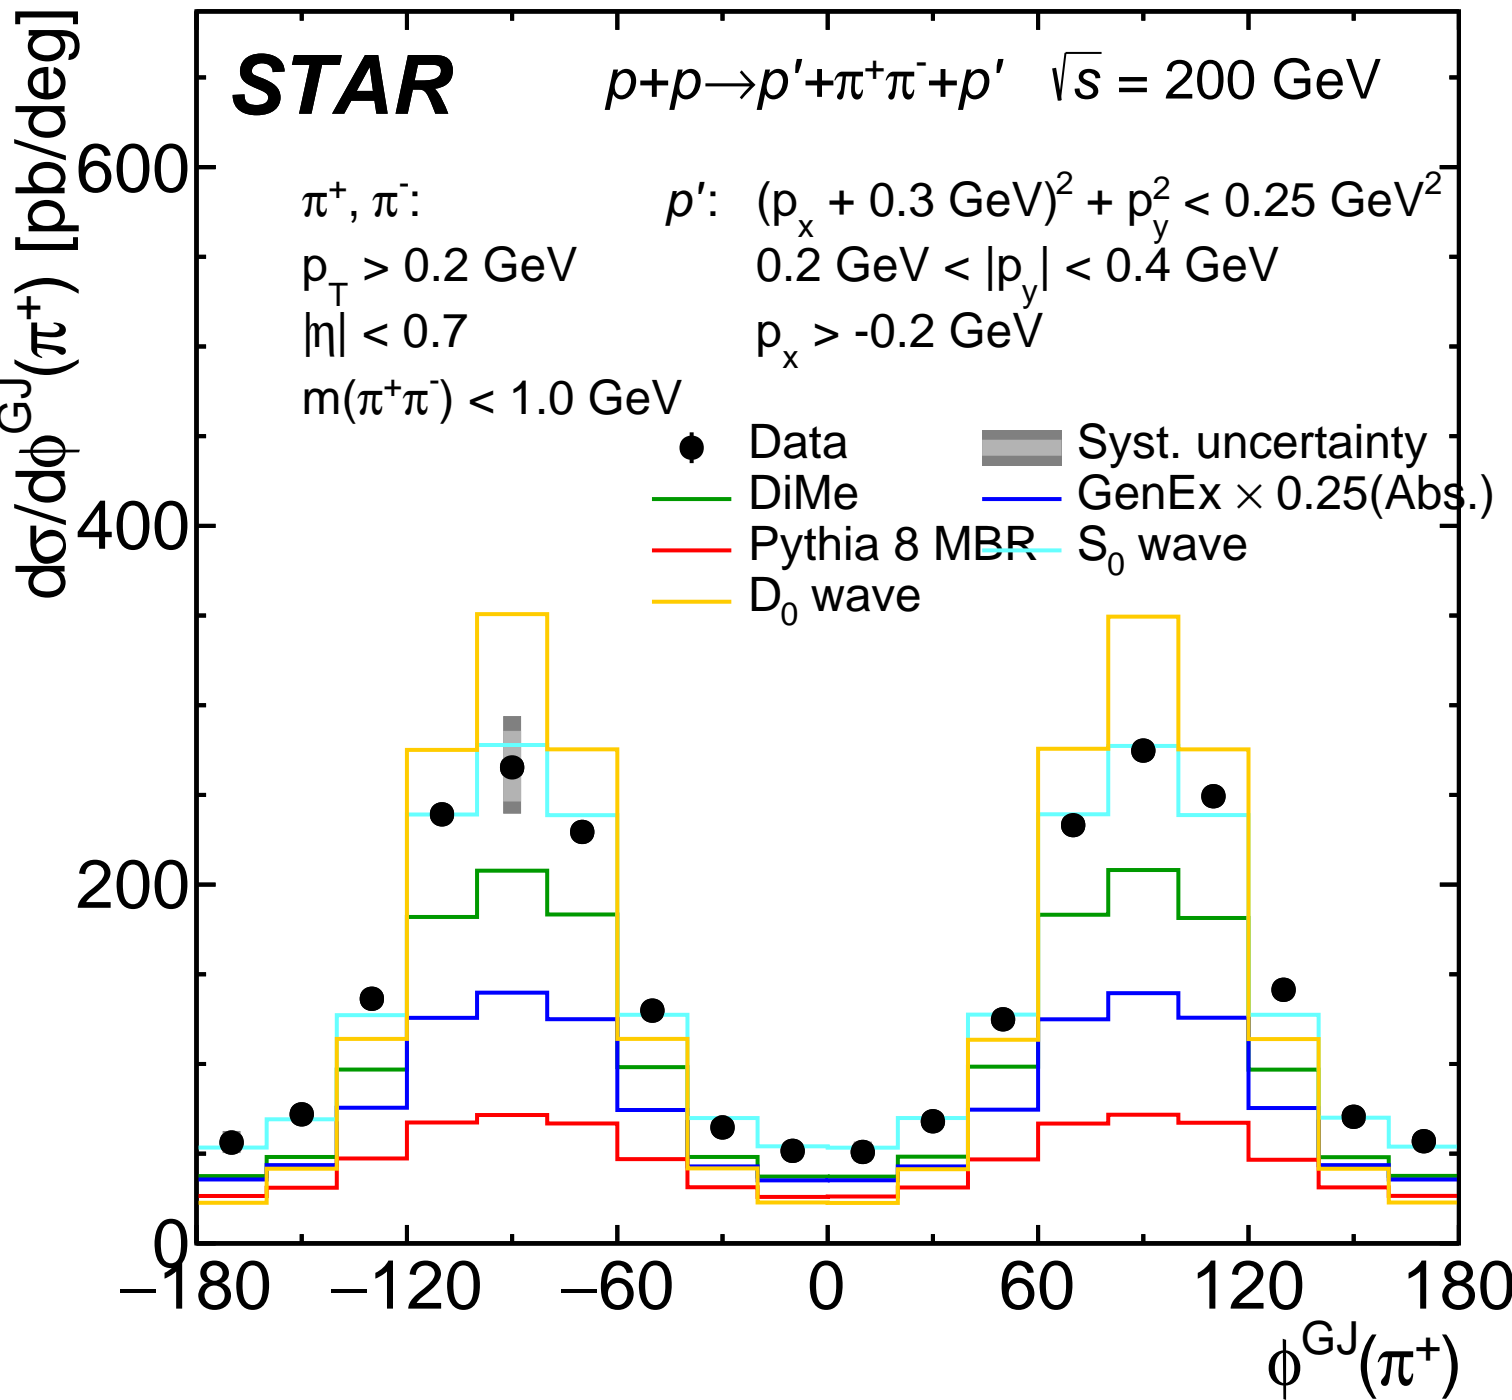 dσ/dϕ^GJ(π⁺) [pb/deg]
STAR p+p→p′+π⁺π⁻+p′ √s = 200 GeV
π⁺, π⁻: p′: (p_x + 0.3 GeV)² + p_y² < 0.25 GeV²
p_T > 0.2 GeV 0.2 GeV < |p_y| < 0.4 GeV
|η| < 0.7 p_x > -0.2 GeV
m(π⁺π⁻) < 1.0 GeV
Data Syst. uncertainty
DiMe GenEx × 0.25(Abs.)
Pythia 8 MBR S₀ wave
D₀ wave
600
400
200
0
−180 −120 −60 0 60 120 180
ϕ^GJ(π⁺)